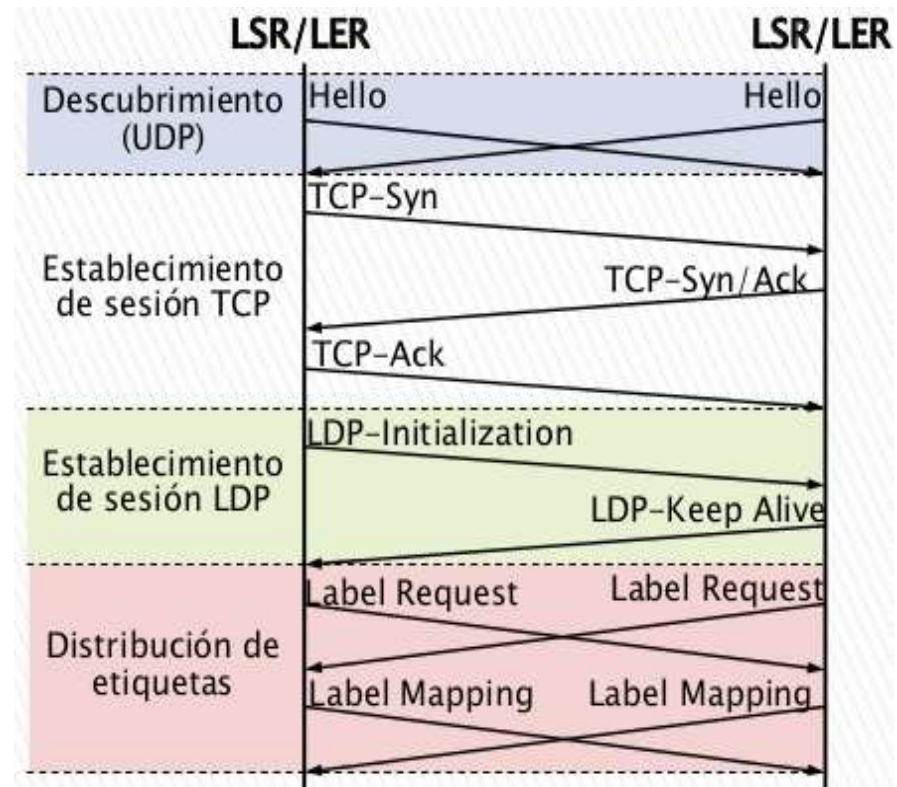 LSR/LER LSR/LER
Descubrimiento
(UDP)
Hello Hello
TCP-Syn
Establecimiento
de sesión TCP
TCP-Syn/Ack
TCP-Ack
LDP-Initialization
Establecimiento
de sesión LDP
LDP-Keep Alive
Label Request Label Request
Distribución de
etiquetas
Label Mapping Label Mapping